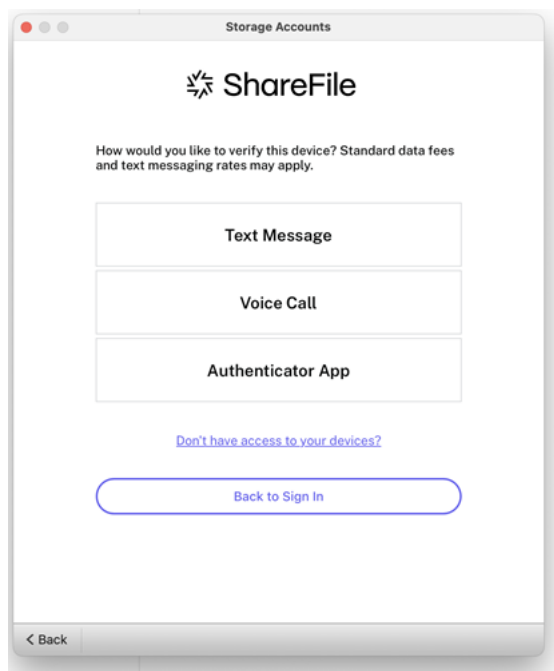 Storage Accounts
ShareFile
How would you like to verify this device? Standard data fees
and text messaging rates may apply.
Text Message
Voice Call
Authenticator App
Don't have access to your devices?
Back to Sign In
Back